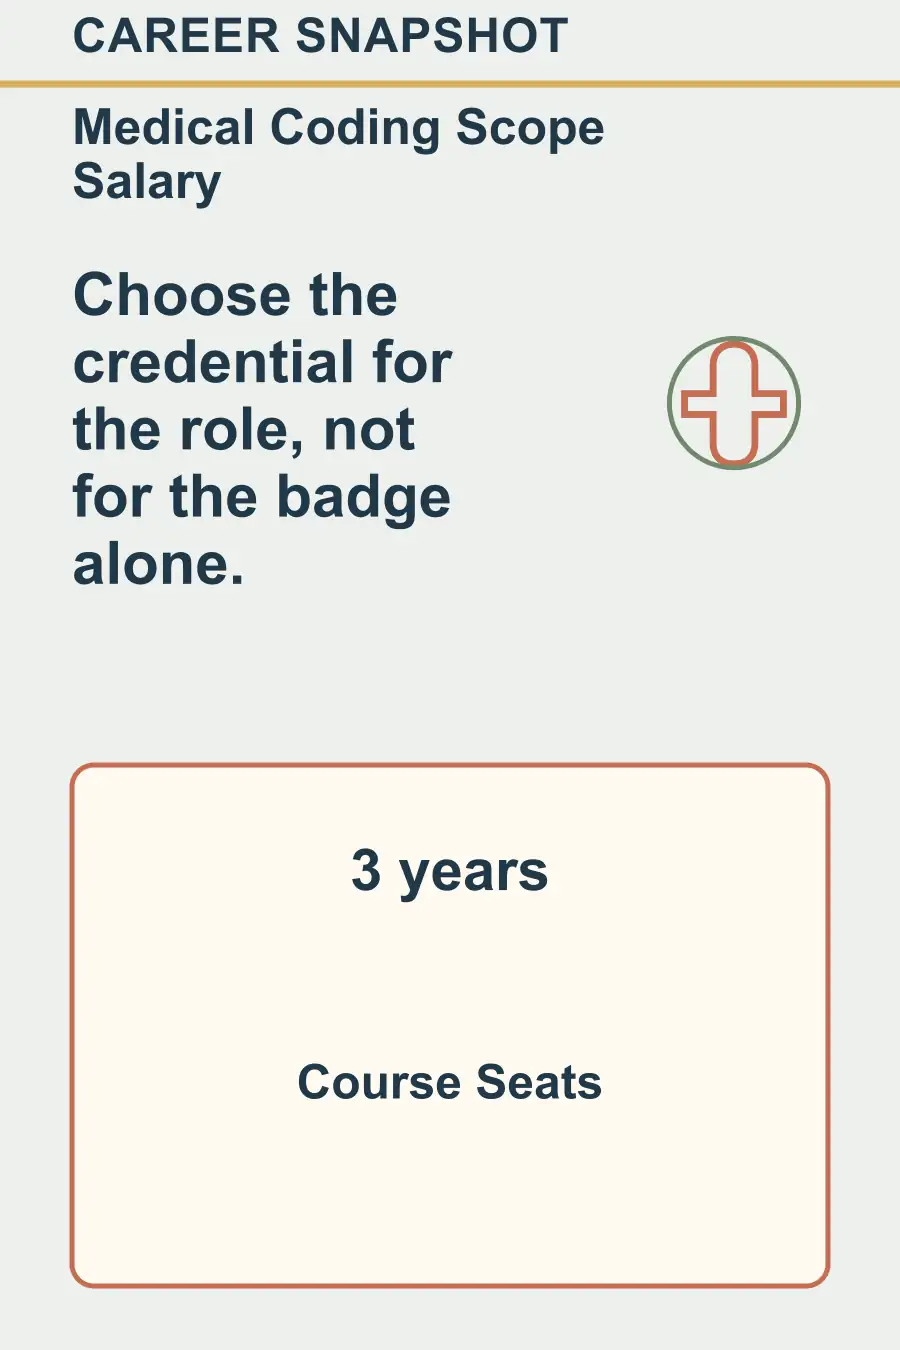 CAREER SNAPSHOT
Medical Coding Scope
Salary
Choose the
credential for
the role, not
for the badge
alone.
3 years
Course Seats